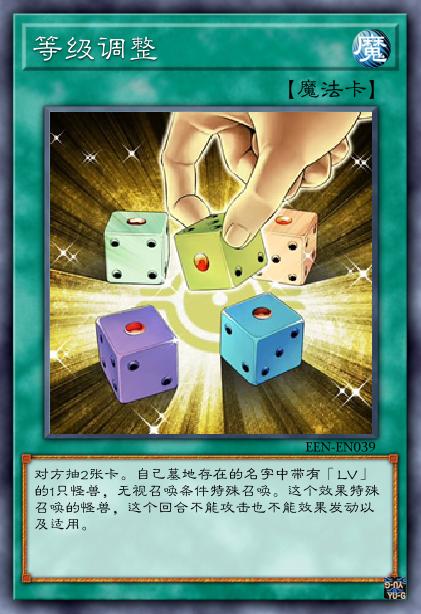 等级调整
魔
【魔法卡】
EEN-EN039
对方抽2张卡。自己墓地存在的名字中带有「LV」
的1只怪兽，无视召唤条件特殊召唤。这个效果特殊
召唤的怪兽，这个回合不能攻击也不能效果发动以
及适用。